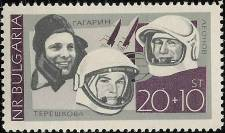 NR BULGARIA
ГАГАРИН
ЛЕОНОВ
ТЕРЕШКОВА
20+10
ST